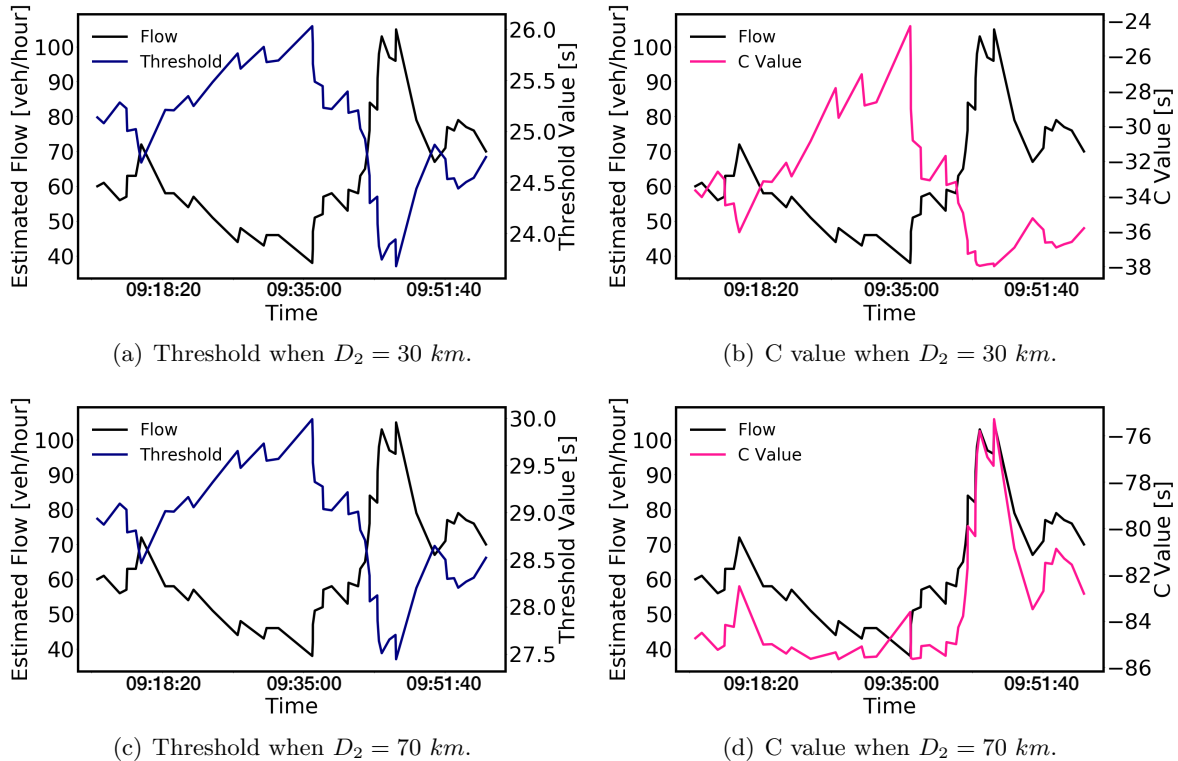 Flow
Threshold
Estimated Flow [veh/hour]
100
90
80
70
60
50
40
26.0
25.5
25.0
24.5
24.0
Threshold Value [s]
09:18:20 09:35:00 09:51:40
Time
(a) Threshold when D₂ = 30 km.
Flow
C Value
Estimated Flow [veh/hour]
100
90
80
70
60
50
40
−24
−26
−28
−30
−32
−34
−36
−38
C Value [s]
09:18:20 09:35:00 09:51:40
Time
(b) C value when D₂ = 30 km.
Flow
Threshold
Estimated Flow [veh/hour]
100
90
80
70
60
50
40
30.0
29.5
29.0
28.5
28.0
27.5
Threshold Value [s]
09:18:20 09:35:00 09:51:40
Time
(c) Threshold when D₂ = 70 km.
Flow
C Value
Estimated Flow [veh/hour]
100
90
80
70
60
50
40
−76
−78
−80
−82
−84
−86
C Value [s]
09:18:20 09:35:00 09:51:40
Time
(d) C value when D₂ = 70 km.